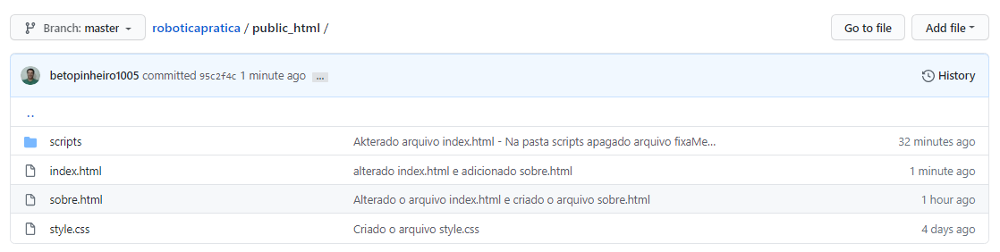 Branch: master roboticapratica / public_html / Go to file Add file
betopinheiro1005 committed 95c2f4c 1 minute ago ... History
..
scripts Akterado arquivo index.html - Na pasta scripts apagado arquivo fixaMe... 32 minutes ago
index.html alterado index.html e adicionado sobre.html 1 minute ago
sobre.html Alterado o arquivo index.html e criado o arquivo sobre.html 1 hour ago
style.css Criado o arquivo style.css 4 days ago